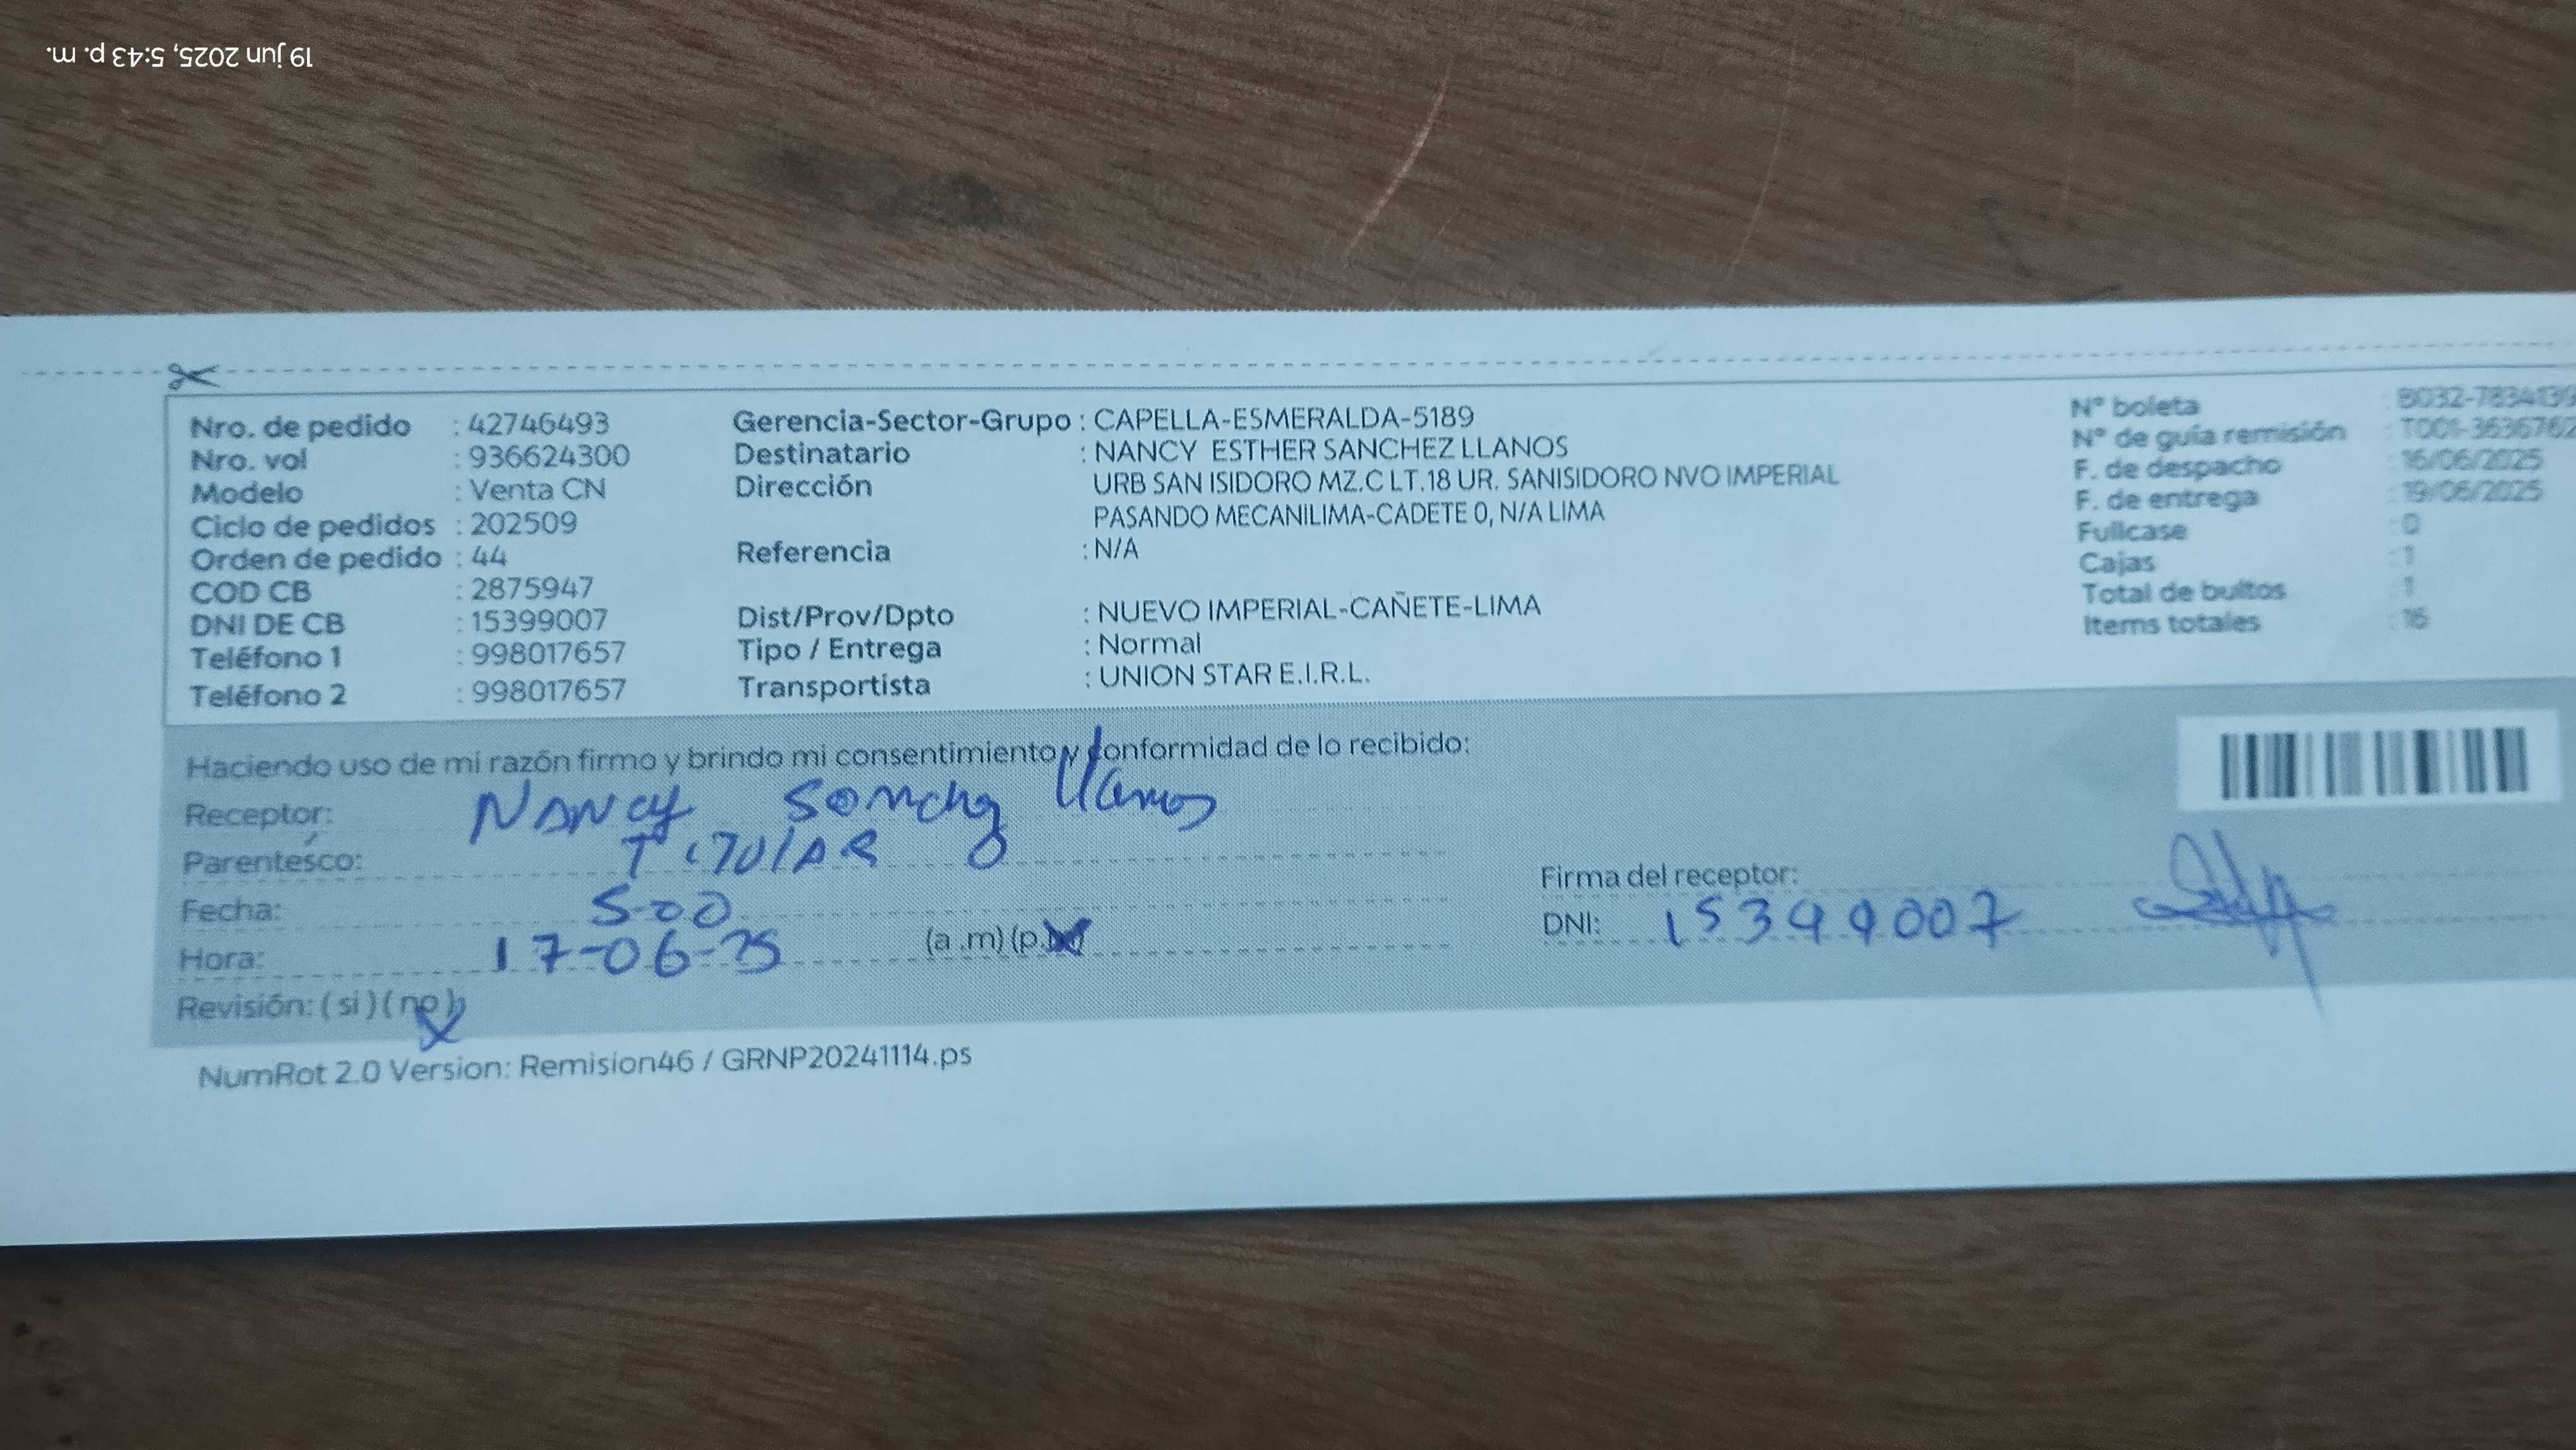 19 jun 2025, 5:43 p. m.
Nro. de pedido : 42746493
Nro. vol : 936624300
Modelo : Venta CN
Ciclo de pedidos : 202509
Orden de pedido : 44
COD CB : 2875947
DNI DE CB : 15399007
Teléfono 1 : 998017657
Teléfono 2 : 998017657
Gerencia-Sector-Grupo : CAPELLA-ESMERALDA-5189
Destinatario : NANCY ESTHER SANCHEZ LLANOS
Dirección URB SAN ISIDORO MZ.C LT.18 UR. SANISIDORO NVO IMPERIAL
PASANDO MECANILIMA-CADETE 0, N/A LIMA
Referencia : N/A
Dist/Prov/Dpto : NUEVO IMPERIAL-CAÑETE-LIMA
Tipo / Entrega : Normal
Transportista : UNION STAR E.I.R.L.
N° boleta : B032-7834139
N° de guía remisión : T001-3636762
F. de despacho : 16/06/2025
F. de entrega : 19/06/2025
Fullcase : 0
Cajas : 1
Total de bultos : 1
Items totales : 16
Haciendo uso de mi razón firmo y brindo mi consentimiento y conformidad de lo recibido:
Receptor: NANCY Sanchez Llanos
Parentesco: TITULAR
Fecha: 5-00
Hora: 17-06-25 (a .m) (p.m)
Revisión: ( si ) ( no )
Firma del receptor:
DNI: 15399007
NumRot 2.0 Version: Remision46 / GRNP20241114.ps